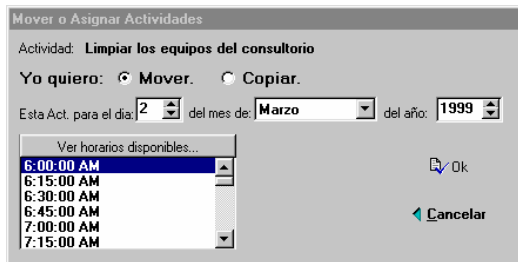 Mover o Asignar Actividades
Actividad: Limpiar los equipos del consultorio
Yo quiero: Mover. Copiar.
Esta Act. para el dia: 2 del mes de: Marzo del año: 1999
Ver horarios disponibles...
6:00:00 AM
6:15:00 AM
6:30:00 AM
6:45:00 AM
7:00:00 AM
7:15:00 AM
Ok
Cancelar